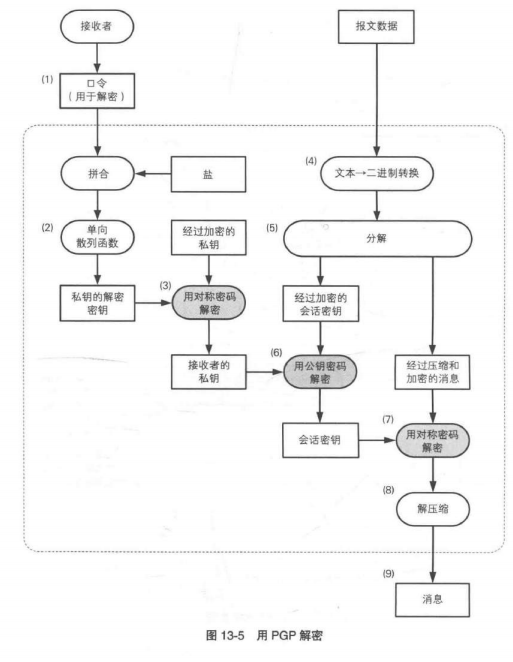 接收者
报文数据
(1)
口令
（用于解密）
拼合
盐
(4)
文本→二进制转换
(2)
单向
散列函数
经过加密的
私钥
(5)
分解
私钥的解密
密钥
(3)
用对称密码
解密
经过加密的
会话密钥
接收者的
私钥
(6)
用公钥密码
解密
经过压缩和
加密的消息
会话密钥
(7)
用对称密码
解密
(8)
解压缩
(9)
消息
图 13-5 用 PGP 解密